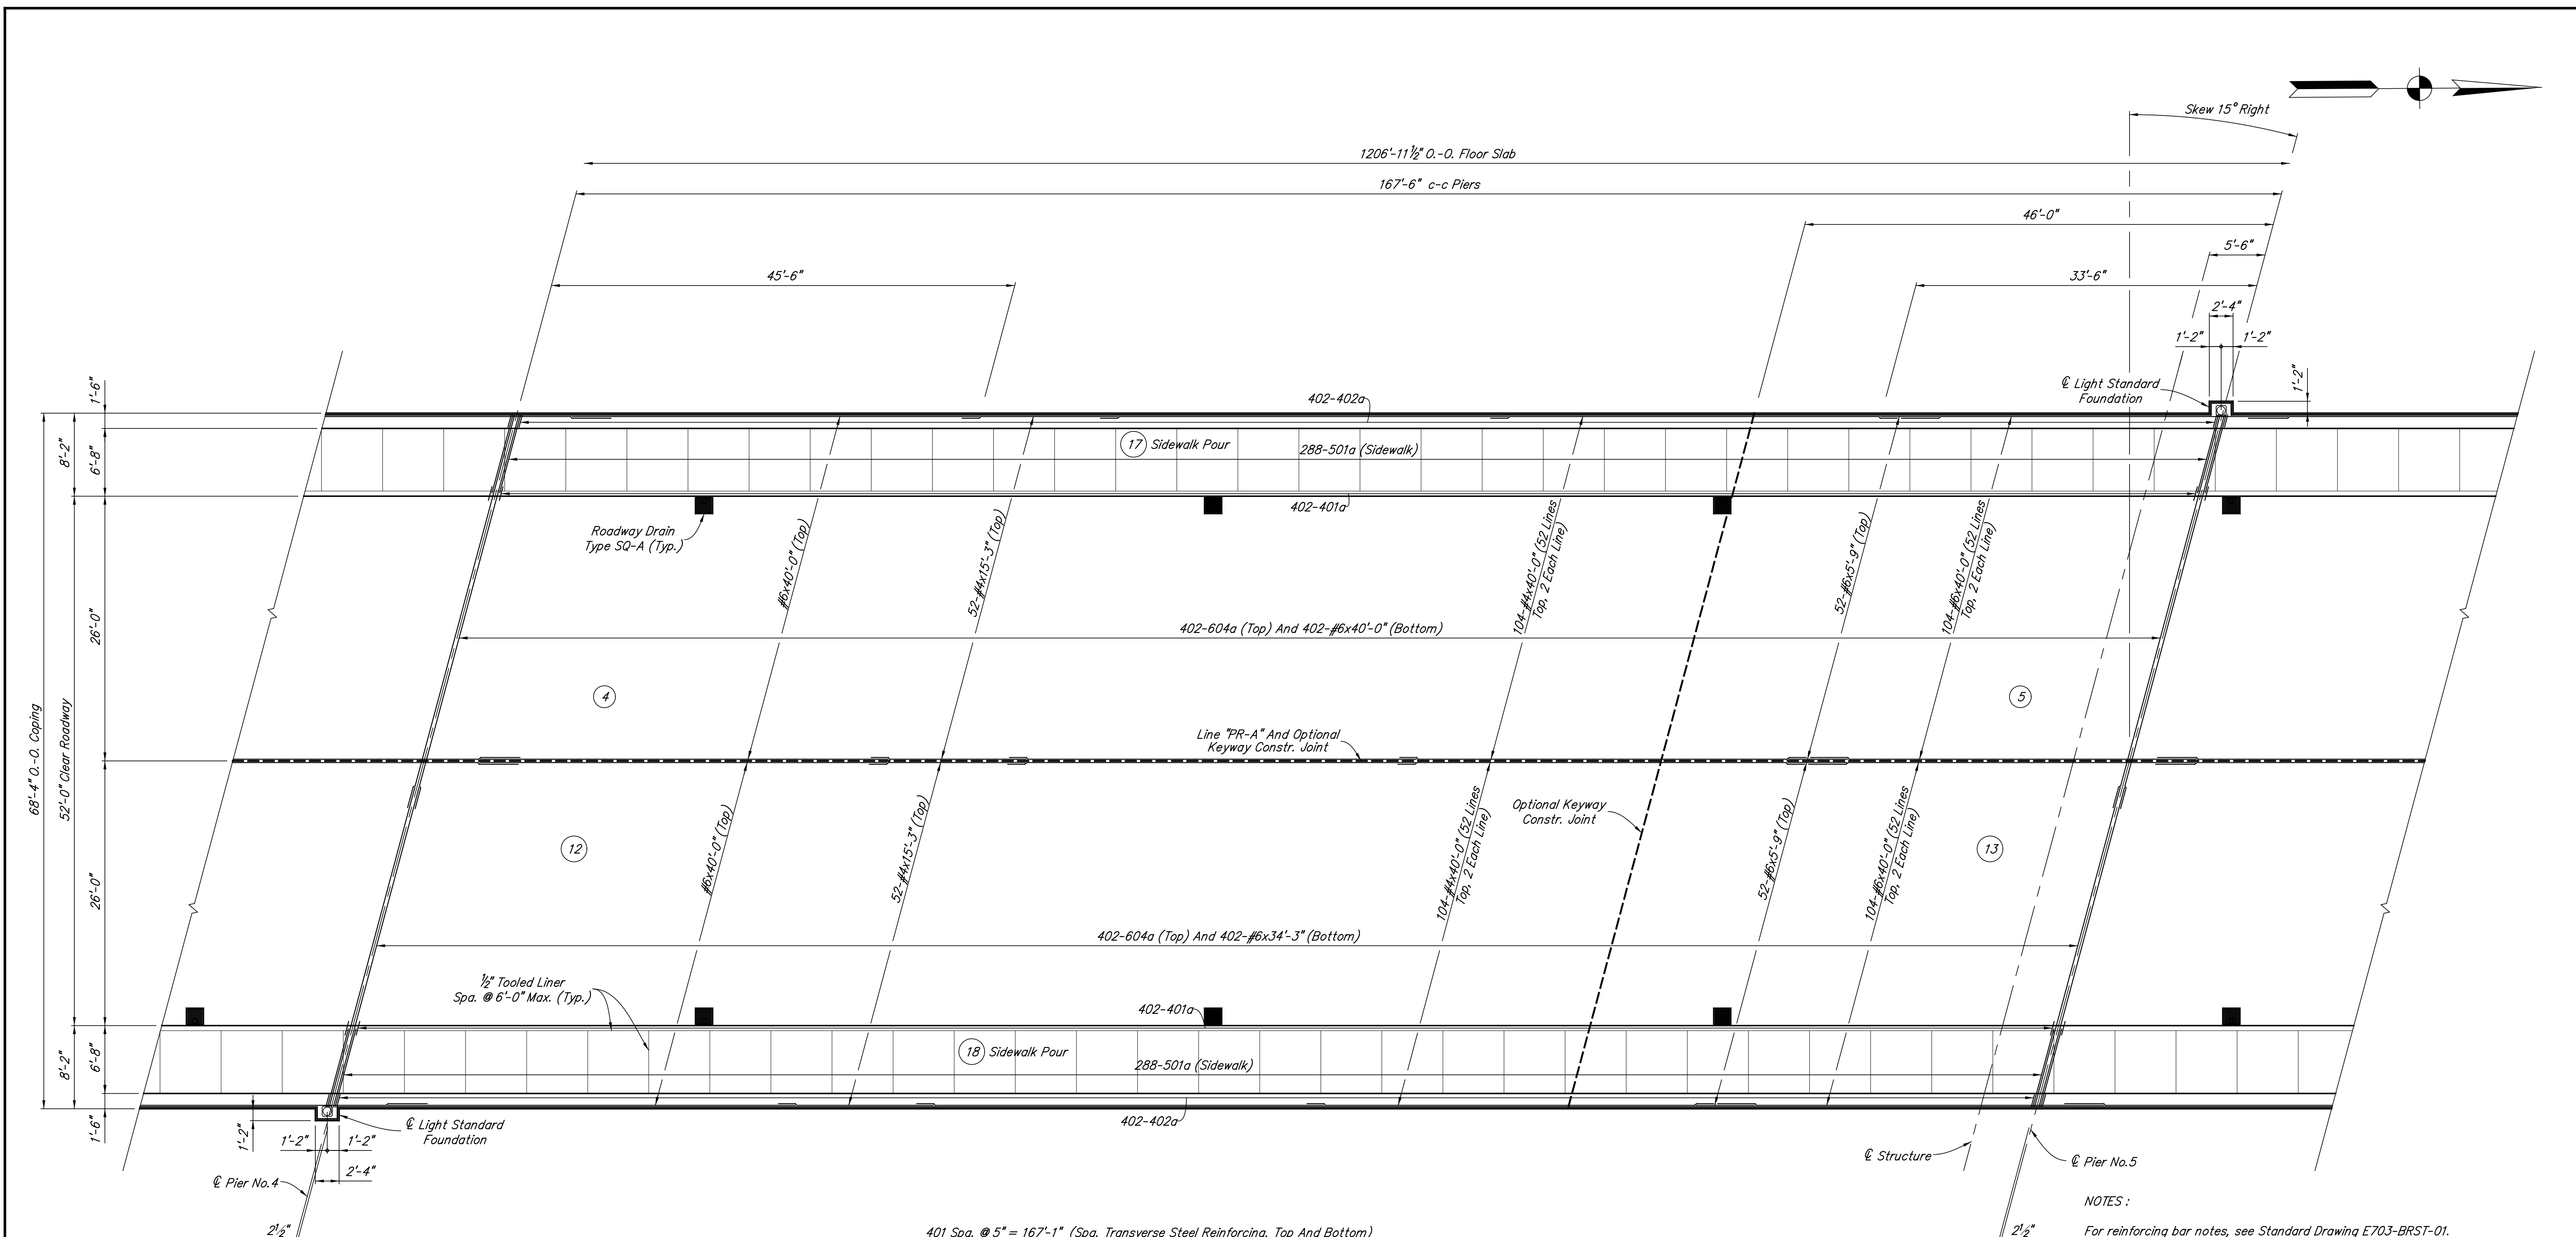 Skew 15° Right
1206'-11½" O.-O. Floor Slab
167'-6" c-c Piers
46'-0"
5'-6"
45'-6"
33'-6"
2'-4"
1'-2"
1'-2"
1'-2"
℄ Light Standard
Foundation
1'-6"
402-402a
17 Sidewalk Pour
288-501a (Sidewalk)
8'-2"
6'-8"
402-401a
Roadway Drain
Type SQ-A (Typ.)
#6x40'-0" (Top)
52-#4x15'-3" (Top)
104-#4x40'-0" (52 Lines
Top, 2 Each Line)
52-#6x5'-9" (Top)
104-#6x40'-0" (52 Lines
Top, 2 Each Line)
26'-0"
402-604a (Top) And 402-#6x40'-0" (Bottom)
4
5
68'-4" O.-O. Coping
52'-0" Clear Roadway
Line "PR-A" And Optional
Keyway Constr. Joint
Optional Keyway
Constr. Joint
12
13
#6x40'-0" (Top)
52-#4x15'-3" (Top)
104-#4x40'-0" (52 Lines
Top, 2 Each Line)
52-#6x5'-9" (Top)
104-#6x40'-0" (52 Lines
Top, 2 Each Line)
26'-0"
402-604a (Top) And 402-#6x34'-3" (Bottom)
½" Tooled Liner
Spa. @ 6'-0" Max. (Typ.)
402-401a
18 Sidewalk Pour
288-501a (Sidewalk)
8'-2"
6'-8"
402-402a
1'-6"
1'-2"
1'-2"
1'-2"
2'-4"
℄ Light Standard
Foundation
℄ Pier No.4
℄ Structure
℄ Pier No.5
NOTES :
2½"
401 Spa. @ 5" = 167'-1" (Spa. Transverse Steel Reinforcing, Top And Bottom)
2½"
For reinforcing bar notes, see Standard Drawing E703-BRST-01.